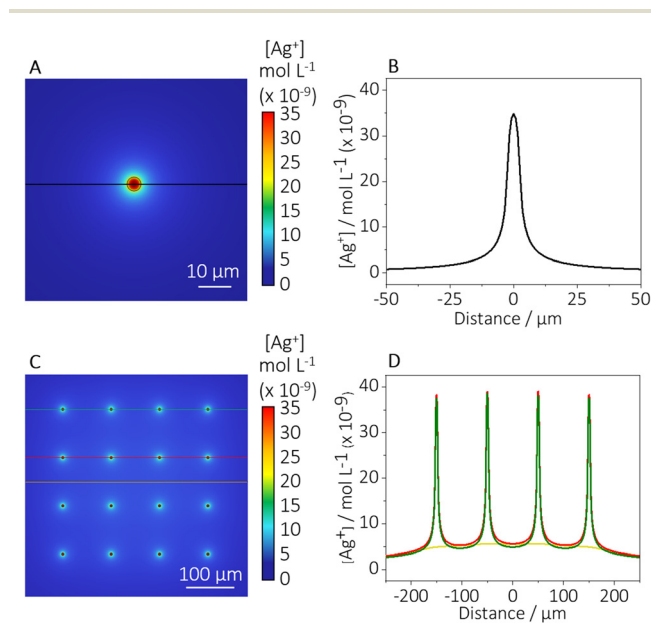 A
[Ag⁺]
mol L⁻¹
(x 10⁻⁹)
35
30
25
20
15
10
5
0
10 µm
B
[Ag⁺] / mol L⁻¹ (x 10⁻⁹)
40
30
20
10
0
-50
-25
0
25
50
Distance / µm
C
[Ag⁺]
mol L⁻¹
(x 10⁻⁹)
35
30
25
20
15
10
5
0
100 µm
D
[Ag⁺] / mol L⁻¹ (x 10⁻⁹)
40
30
20
10
0
-200
-100
0
100
200
Distance / µm